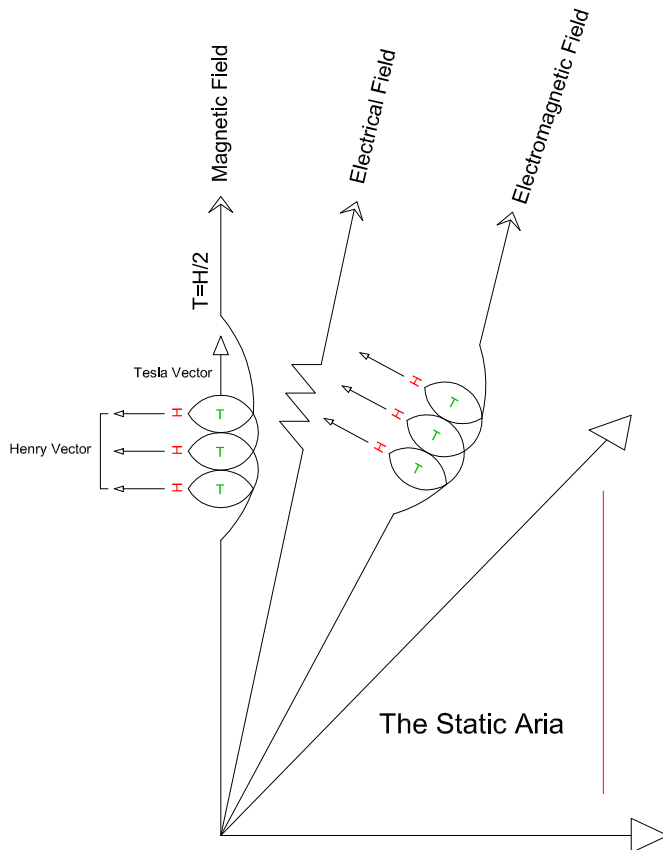 Magnetic Field
Electrical Field
Electromagnetic Field
T=H/2
Tesla Vector
Henry Vector
H
T
H
T
H
T
H
T
H
T
H
T
The Static Aria